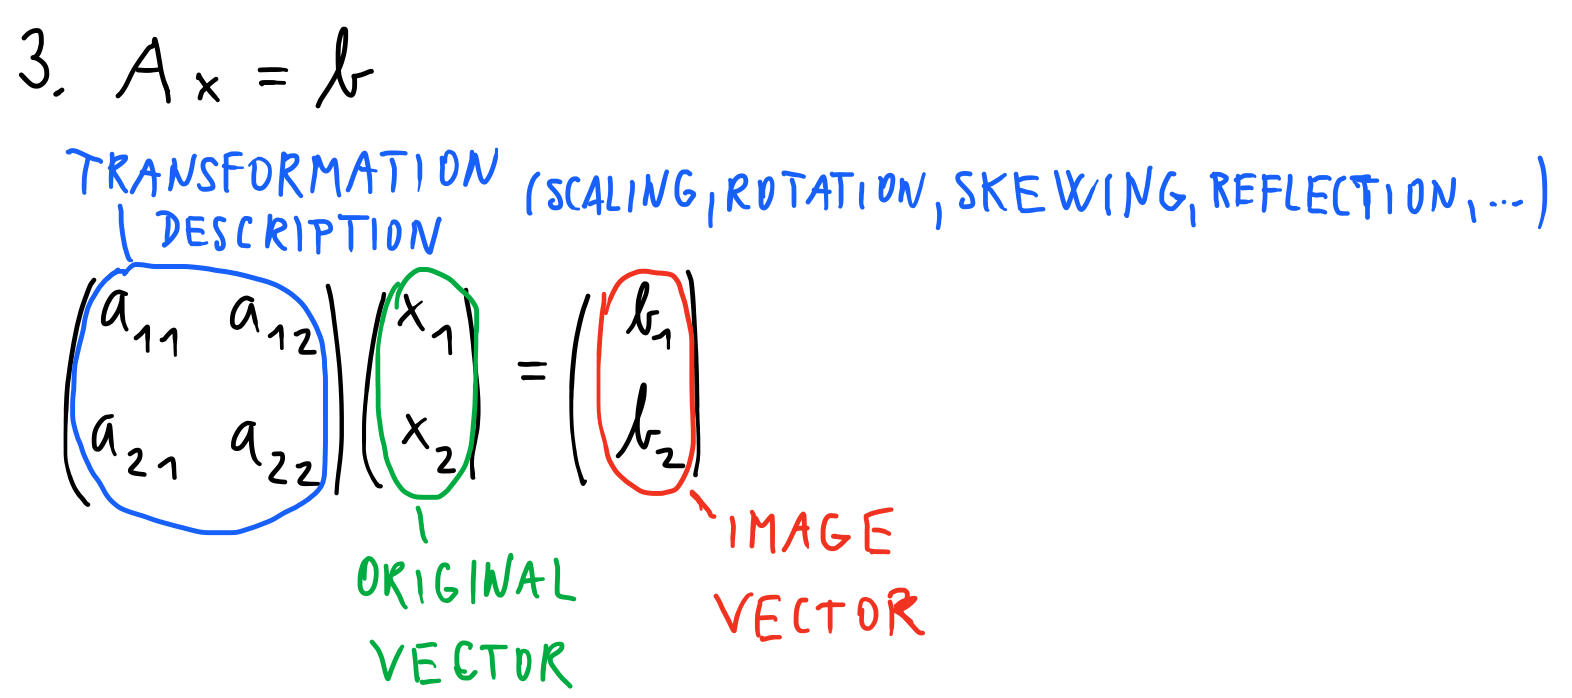 3. Ax = b
TRANSFORMATION
DESCRIPTION
(SCALING, ROTATION, SKEWING, REFLECTION, ...)
(a₁₁ a₁₂) (x₁) = (b₁)
(a₂₁ a₂₂) (x₂) (b₂)
ORIGINAL
VECTOR
IMAGE
VECTOR